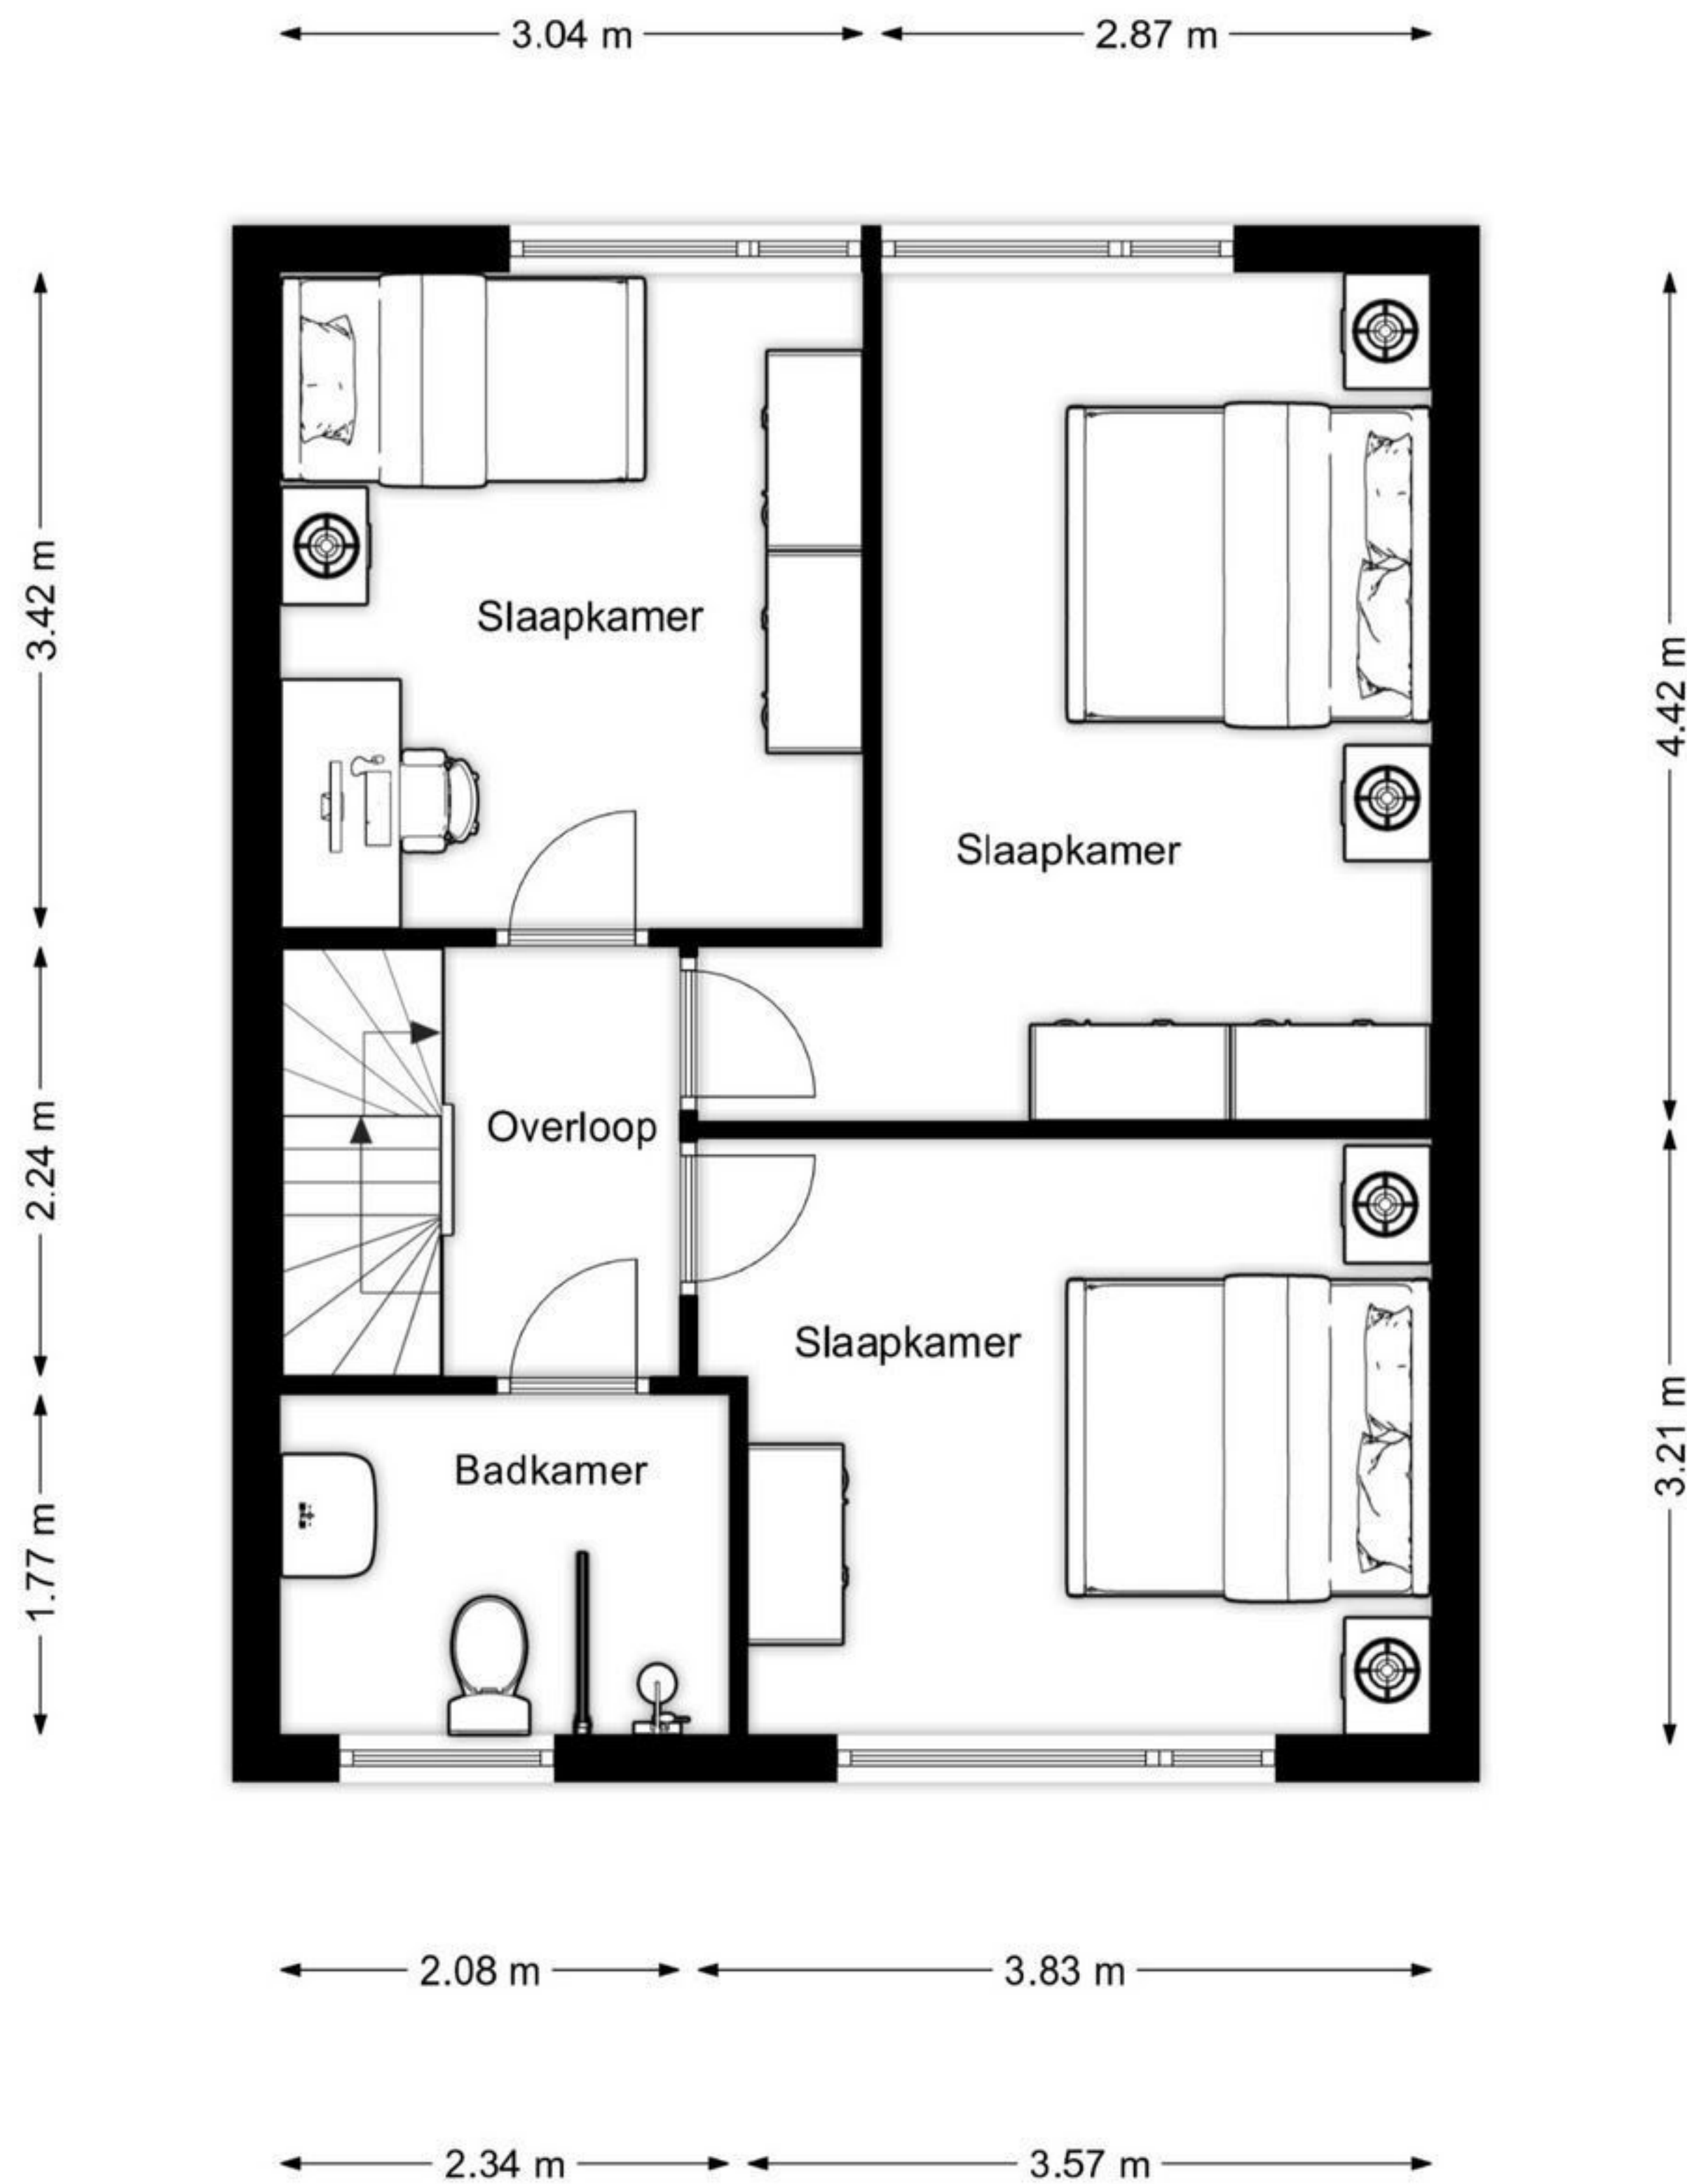 3.04 m
2.87 m
3.42 m
Slaapkamer
4.42 m
Slaapkamer
2.24 m
Overloop
Slaapkamer
3.21 m
Badkamer
1.77 m
2.08 m
3.83 m
2.34 m
3.57 m